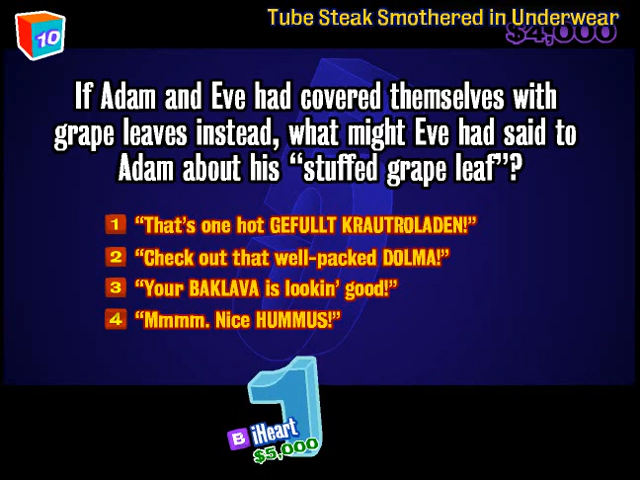 Tube Steak Smothered in Underwear
$4,000
10
If Adam and Eve had covered themselves with
grape leaves instead, what might Eve had said to
Adam about his “stuffed grape leaf”?
1 “That's one hot GEFULLT KRAUTROLADEN!”
2 “Check out that well-packed DOLMA!”
3 “Your BAKLAVA is lookin' good!”
4 “Mmmm. Nice HUMMUS!”
1
B iHeart
$5,000